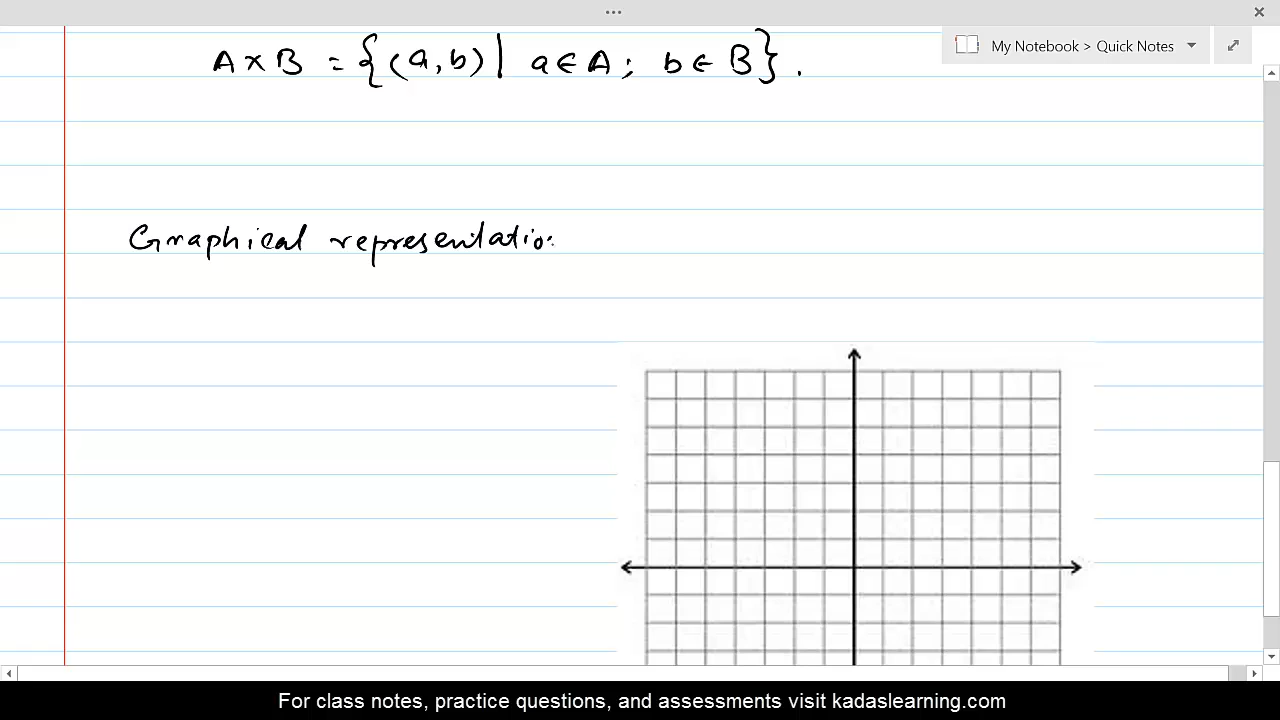 A × B = {(a, b) | a ∈ A; b ∈ B}.
My Notebook > Quick Notes
Graphical representatio
For class notes, practice questions, and assessments visit kadaslearning.com